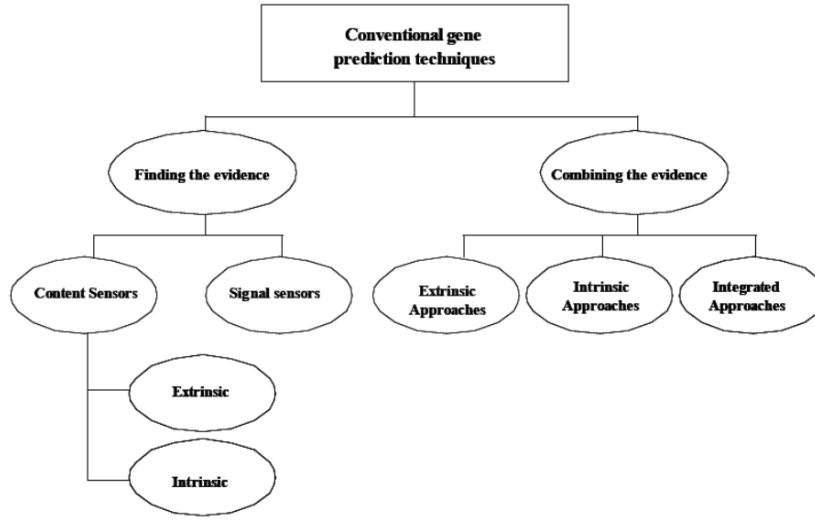 Conventional gene
prediction techniques
Finding the evidence
Combining the evidence
Content Sensors
Signal sensors
Extrinsic
Approaches
Intrinsic
Approaches
Integrated
Approaches
Extrinsic
Intrinsic